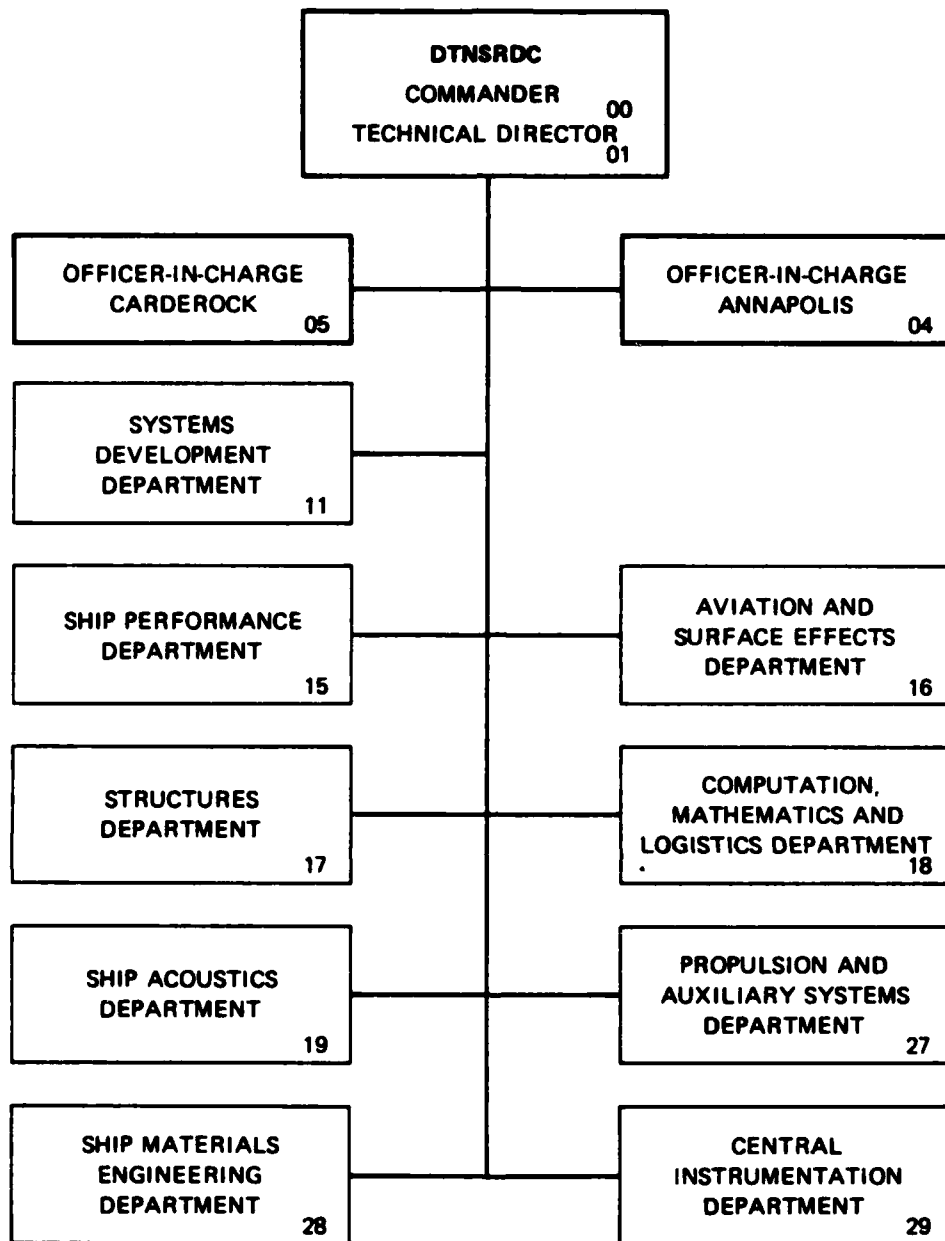 DTNSRDC
COMMANDER
00
TECHNICAL DIRECTOR
01
OFFICER-IN-CHARGE
CARDEROCK
05
OFFICER-IN-CHARGE
ANNAPOLIS
04
SYSTEMS
DEVELOPMENT
DEPARTMENT
11
SHIP PERFORMANCE
DEPARTMENT
15
AVIATION AND
SURFACE EFFECTS
DEPARTMENT
16
STRUCTURES
DEPARTMENT
17
COMPUTATION,
MATHEMATICS AND
LOGISTICS DEPARTMENT
18
SHIP ACOUSTICS
DEPARTMENT
19
PROPULSION AND
AUXILIARY SYSTEMS
DEPARTMENT
27
SHIP MATERIALS
ENGINEERING
DEPARTMENT
28
CENTRAL
INSTRUMENTATION
DEPARTMENT
29